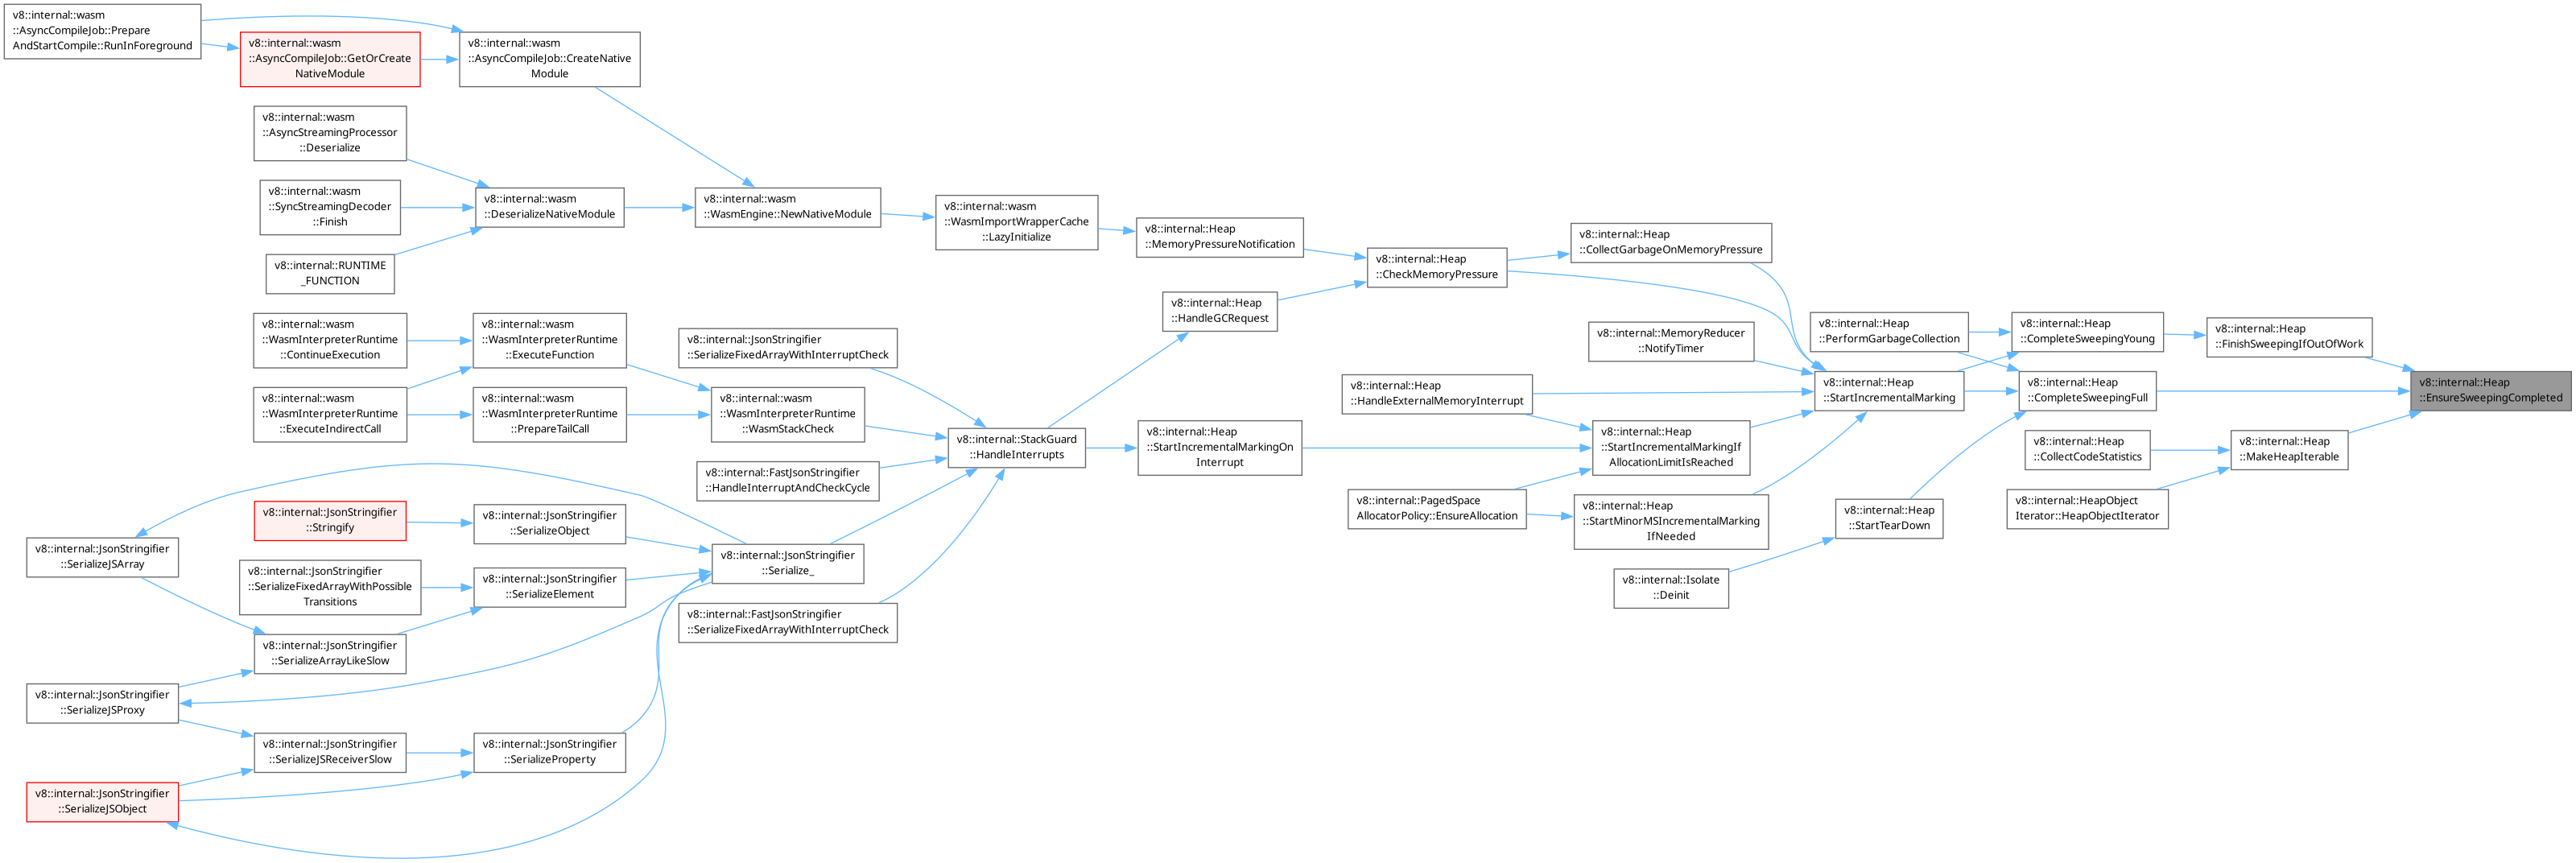 v8::internal::wasm
::AsyncCompileJob::Prepare
AndStartCompile::RunInForeground
v8::internal::wasm
::AsyncCompileJob::GetOrCreate
NativeModule
v8::internal::wasm
::AsyncCompileJob::CreateNative
Module
v8::internal::wasm
::AsyncStreamingProcessor
::Deserialize
v8::internal::wasm
::SyncStreamingDecoder
::Finish
v8::internal::RUNTIME
_FUNCTION
v8::internal::wasm
::DeserializeNativeModule
v8::internal::wasm
::WasmEngine::NewNativeModule
v8::internal::wasm
::WasmImportWrapperCache
::LazyInitialize
v8::internal::Heap
::MemoryPressureNotification
v8::internal::Heap
::CheckMemoryPressure
v8::internal::Heap
::CollectGarbageOnMemoryPressure
v8::internal::Heap
::HandleGCRequest
v8::internal::wasm
::WasmInterpreterRuntime
::ContinueExecution
v8::internal::wasm
::WasmInterpreterRuntime
::ExecuteFunction
v8::internal::JsonStringifier
::SerializeFixedArrayWithInterruptCheck
v8::internal::MemoryReducer
::NotifyTimer
v8::internal::Heap
::PerformGarbageCollection
v8::internal::Heap
::CompleteSweepingYoung
v8::internal::Heap
::FinishSweepingIfOutOfWork
v8::internal::wasm
::WasmInterpreterRuntime
::ExecuteIndirectCall
v8::internal::wasm
::WasmInterpreterRuntime
::PrepareTailCall
v8::internal::wasm
::WasmInterpreterRuntime
::WasmStackCheck
v8::internal::Heap
::HandleExternalMemoryInterrupt
v8::internal::Heap
::StartIncrementalMarking
v8::internal::Heap
::CompleteSweepingFull
v8::internal::Heap
::EnsureSweepingCompleted
v8::internal::StackGuard
::HandleInterrupts
v8::internal::Heap
::StartIncrementalMarkingOn
Interrupt
v8::internal::Heap
::StartIncrementalMarkingIf
AllocationLimitIsReached
v8::internal::Heap
::CollectCodeStatistics
v8::internal::Heap
::MakeHeapIterable
v8::internal::FastJsonStringifier
::HandleInterruptAndCheckCycle
v8::internal::PagedSpace
AllocatorPolicy::EnsureAllocation
v8::internal::Heap
::StartMinorMSIncrementalMarking
IfNeeded
v8::internal::Heap
::StartTearDown
v8::internal::HeapObject
Iterator::HeapObjectIterator
v8::internal::JsonStringifier
::Stringify
v8::internal::JsonStringifier
::SerializeObject
v8::internal::JsonStringifier
::SerializeJSArray
v8::internal::JsonStringifier
::SerializeFixedArrayWithPossible
Transitions
v8::internal::JsonStringifier
::SerializeElement
v8::internal::JsonStringifier
::Serialize_
v8::internal::Isolate
::Deinit
v8::internal::FastJsonStringifier
::SerializeFixedArrayWithInterruptCheck
v8::internal::JsonStringifier
::SerializeArrayLikeSlow
v8::internal::JsonStringifier
::SerializeJSProxy
v8::internal::JsonStringifier
::SerializeJSReceiverSlow
v8::internal::JsonStringifier
::SerializeProperty
v8::internal::JsonStringifier
::SerializeJSObject